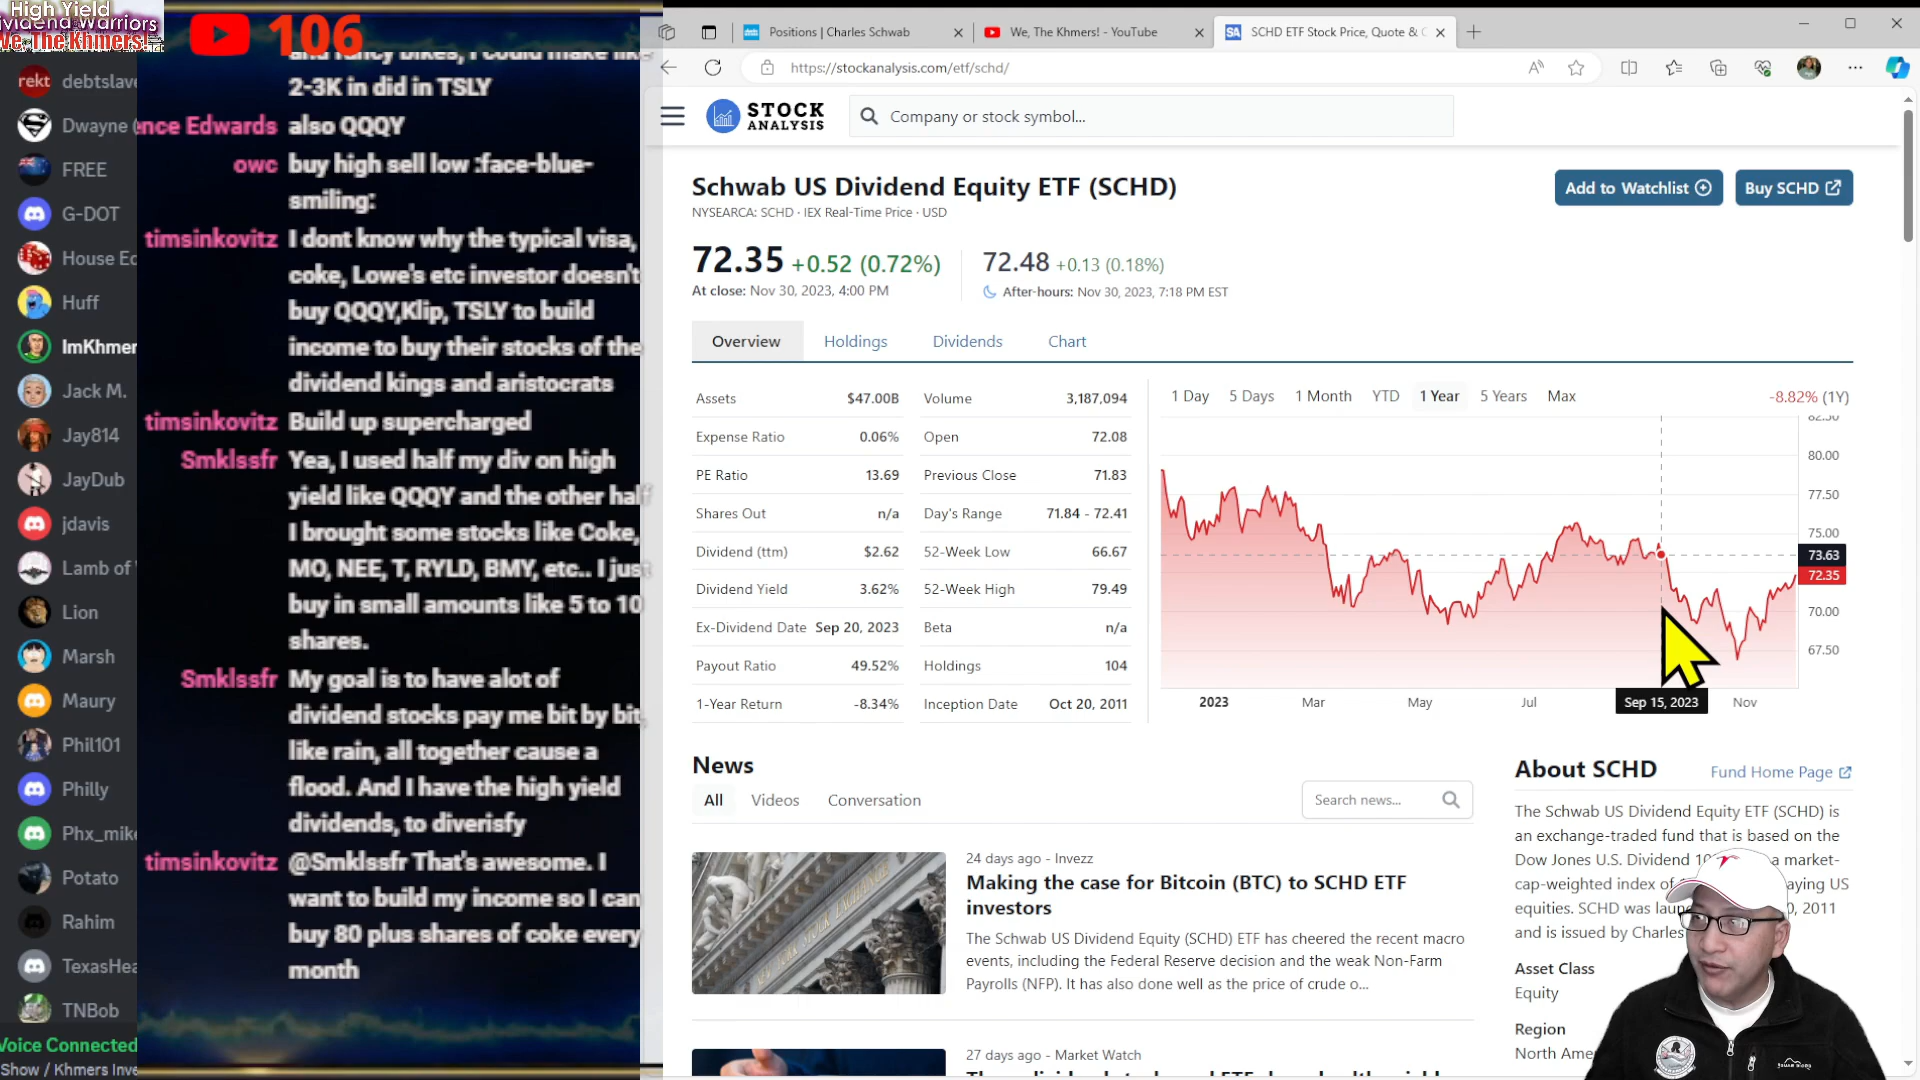 High Yield
Dividend Warriors
We, The Khmers!
106
rekt
debtslave
Dwayne (
FREE
G-DOT
House Ed
Huff
ImKhmer
Jack M.
Jay814
JayDub
jdavis
Lamb of
Lion
Marsh
Maury
Phil101
Philly
Phx_mike
Potato
Rahim
TexasHea
TNBob
Voice Connected
Show / Khmers Inve
and fancy bikes, I could make like
2-3K in did in TSLY
nce Edwards also QQQY
owc buy high sell low :face-blue-
smiling:
timsinkovitz I dont know why the typical visa,
coke, Lowe's etc investor doesn't
buy QQQY,Klip, TSLY to build
income to buy their stocks of the
dividend kings and aristocrats
timsinkovitz Build up supercharged
Smklssfr Yea, I used half my div on high
yield like QQQY and the other half
I brought some stocks like Coke,
MO, NEE, T, RYLD, BMY, etc.. I just
buy in small amounts like 5 to 10
shares.
Smklssfr My goal is to have alot of
dividend stocks pay me bit by bit,
like rain, all together cause a
flood. And I have the high yield
dividends, to diverisfy
timsinkovitz @Smklssfr That's awesome. I
want to build my income so I can
buy 80 plus shares of coke every
month
Positions | Charles Schwab
We, The Khmers! - YouTube
SA SCHD ETF Stock Price, Quote & C
https://stockanalysis.com/etf/schd/
STOCK
ANALYSIS
Company or stock symbol...
Schwab US Dividend Equity ETF (SCHD)
NYSEARCA: SCHD · IEX Real-Time Price · USD
Add to Watchlist
Buy SCHD
72.35 +0.52 (0.72%)
At close: Nov 30, 2023, 4:00 PM
72.48 +0.13 (0.18%)
After-hours: Nov 30, 2023, 7:18 PM EST
Overview Holdings Dividends Chart
Assets $47.00B
Expense Ratio 0.06%
PE Ratio 13.69
Shares Out n/a
Dividend (ttm) $2.62
Dividend Yield 3.62%
Ex-Dividend Date Sep 20, 2023
Payout Ratio 49.52%
1-Year Return -8.34%
Volume 3,187,094
Open 72.08
Previous Close 71.83
Day's Range 71.84 - 72.41
52-Week Low 66.67
52-Week High 79.49
Beta n/a
Holdings 104
Inception Date Oct 20, 2011
1 Day 5 Days 1 Month YTD 1 Year 5 Years Max
-8.82% (1Y)
82.50
80.00
77.50
75.00
73.63
72.35
70.00
67.50
2023 Mar May Jul Sep 15, 2023 Nov
News
All Videos Conversation
Search news...
24 days ago - Invezz
Making the case for Bitcoin (BTC) to SCHD ETF
investors
The Schwab US Dividend Equity (SCHD) ETF has cheered the recent macro
events, including the Federal Reserve decision and the weak Non-Farm
Payrolls (NFP). It has also done well as the price of crude o...
27 days ago - Market Watch
About SCHD
Fund Home Page
The Schwab US Dividend Equity ETF (SCHD) is
an exchange-traded fund that is based on the
Dow Jones U.S. Dividend 10 a market-
cap-weighted index of aying US
equities. SCHD was laun 0, 2011
and is issued by Charles
Asset Class
Equity
Region
North Ame